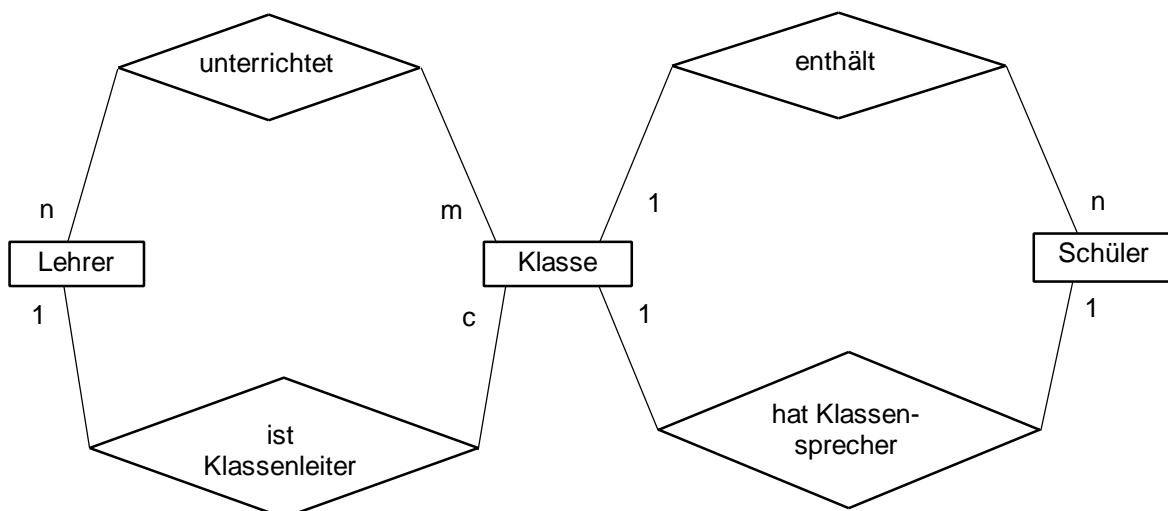 unterrichtet
enthält
n
m
1
n
Lehrer
Klasse
Schüler
1
c
1
1
ist
Klassenleiter
hat Klassen-
sprecher